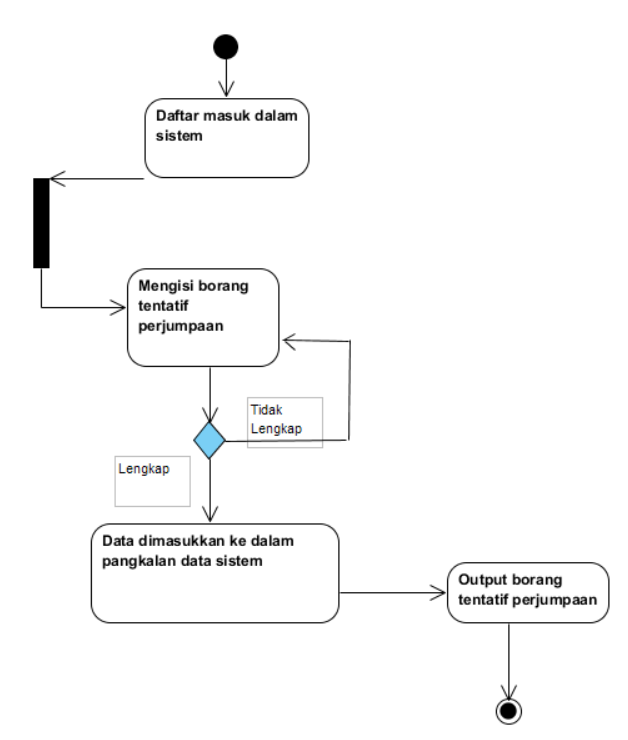 Daftar masuk dalam
sistem
Mengisi borang
tentatif
perjumpaan
Tidak
Lengkap
Lengkap
Data dimasukkan ke dalam
pangkalan data sistem
Output borang
tentatif perjumpaan